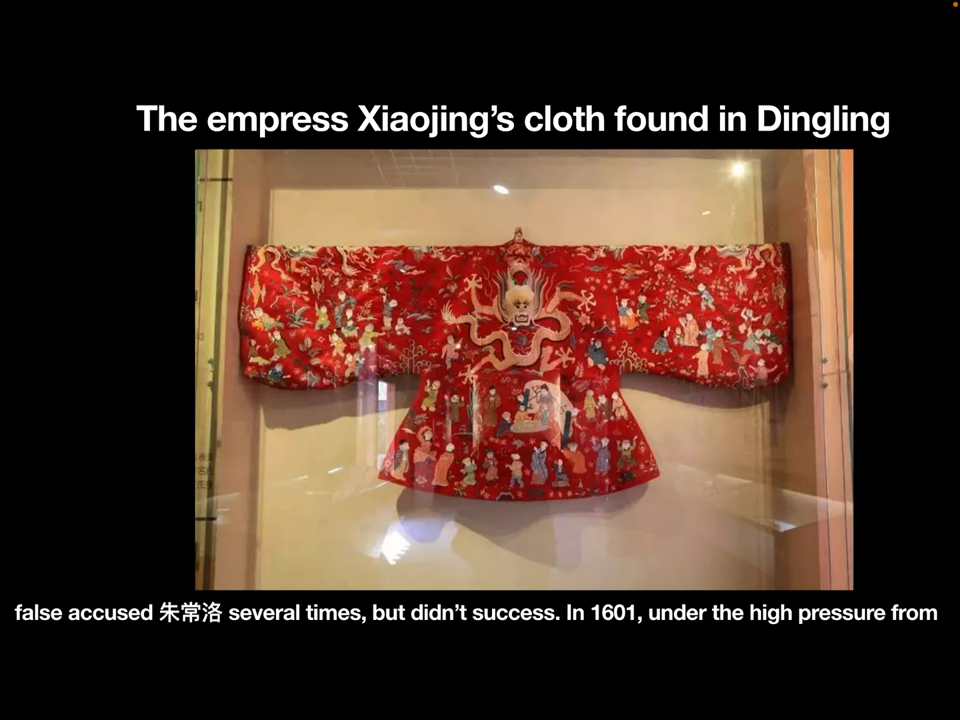 The empress Xiaojing’s cloth found in Dingling
false accused 朱常洛 several times, but didn’t success. In 1601, under the high pressure from